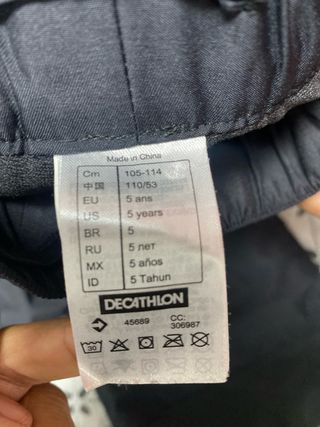 Made in China
Cm 105-114
中国 110/53
EU 5 ans
US 5 years
BR 5
RU 5 лет
MX 5 años
ID 5 Tahun
DECATHLON
45689 CC: 306987
30